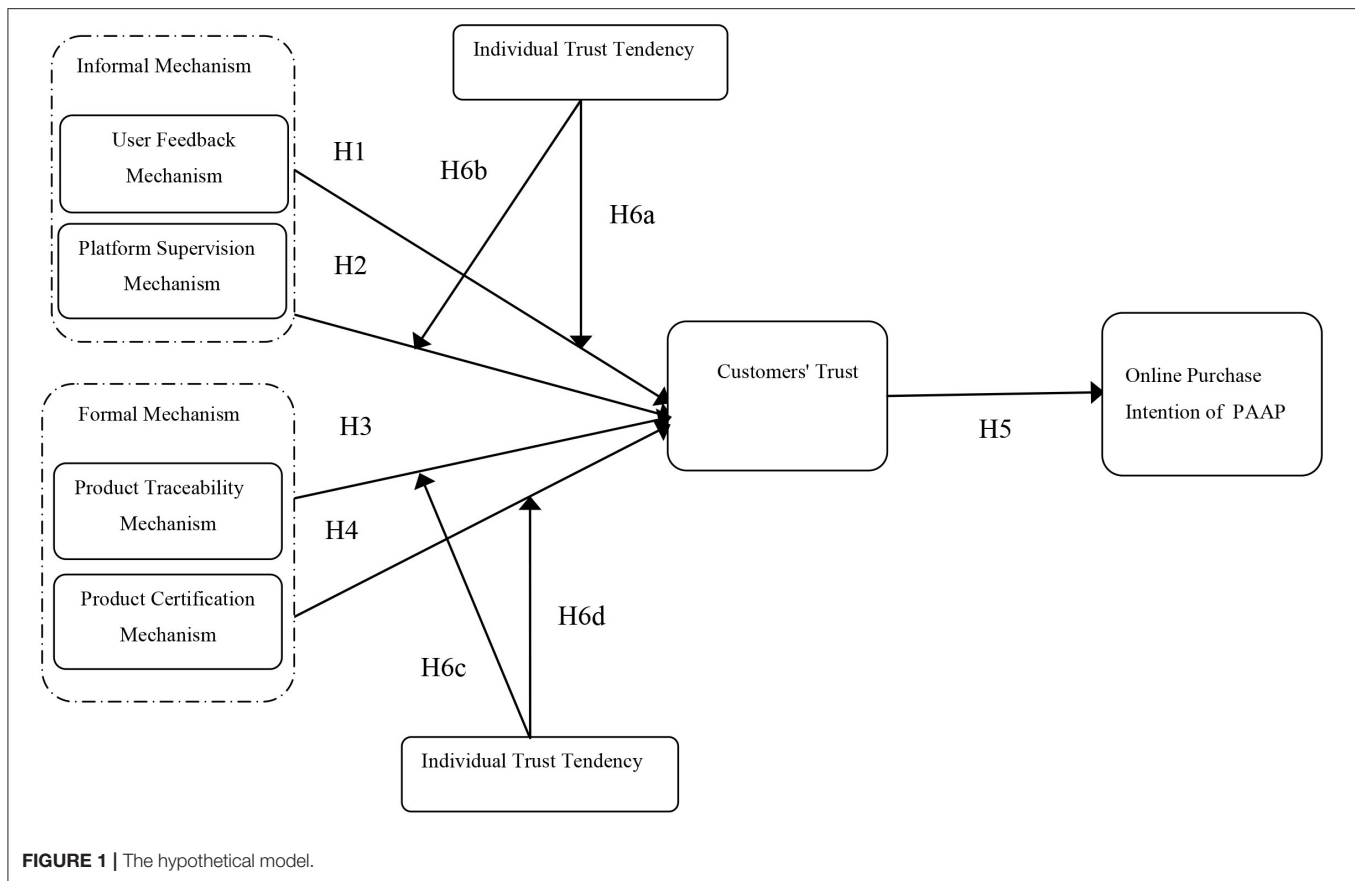 Informal Mechanism
User Feedback
Mechanism
Platform Supervision
Mechanism
Individual Trust Tendency
H1
H6b
H6a
H2
Formal Mechanism
Product Traceability
Mechanism
Product Certification
Mechanism
H3
H4
Customers' Trust
H5
Online Purchase
Intention of PAAP
H6c
H6d
Individual Trust Tendency
FIGURE 1 | The hypothetical model.